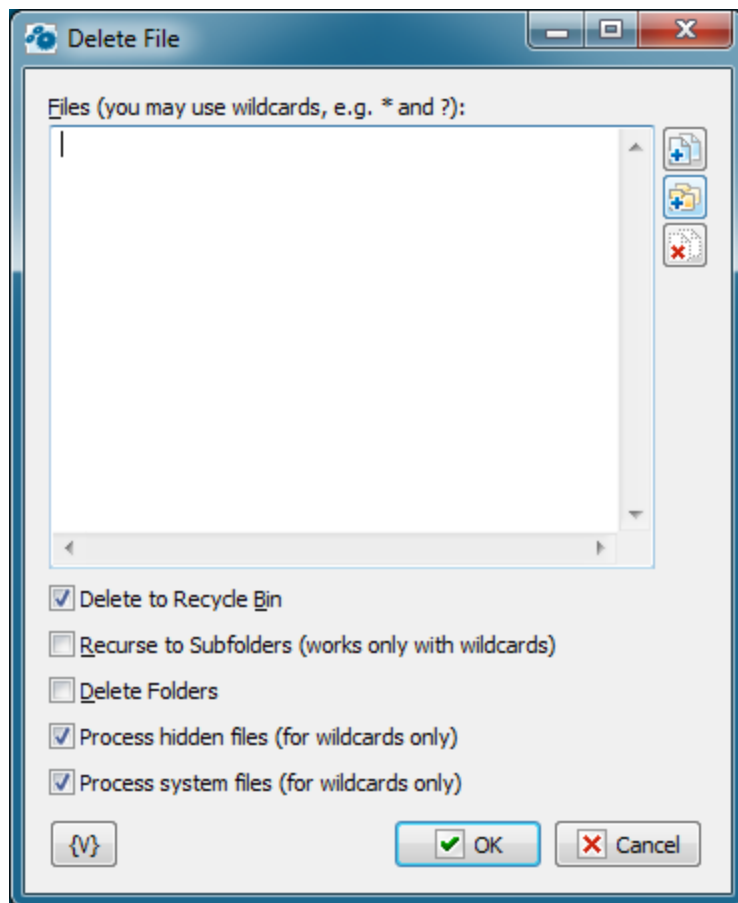 Delete File
Files (you may use wildcards, e.g. * and ?):
Delete to Recycle Bin
Recurse to Subfolders (works only with wildcards)
Delete Folders
Process hidden files (for wildcards only)
Process system files (for wildcards only)
{V} OK Cancel